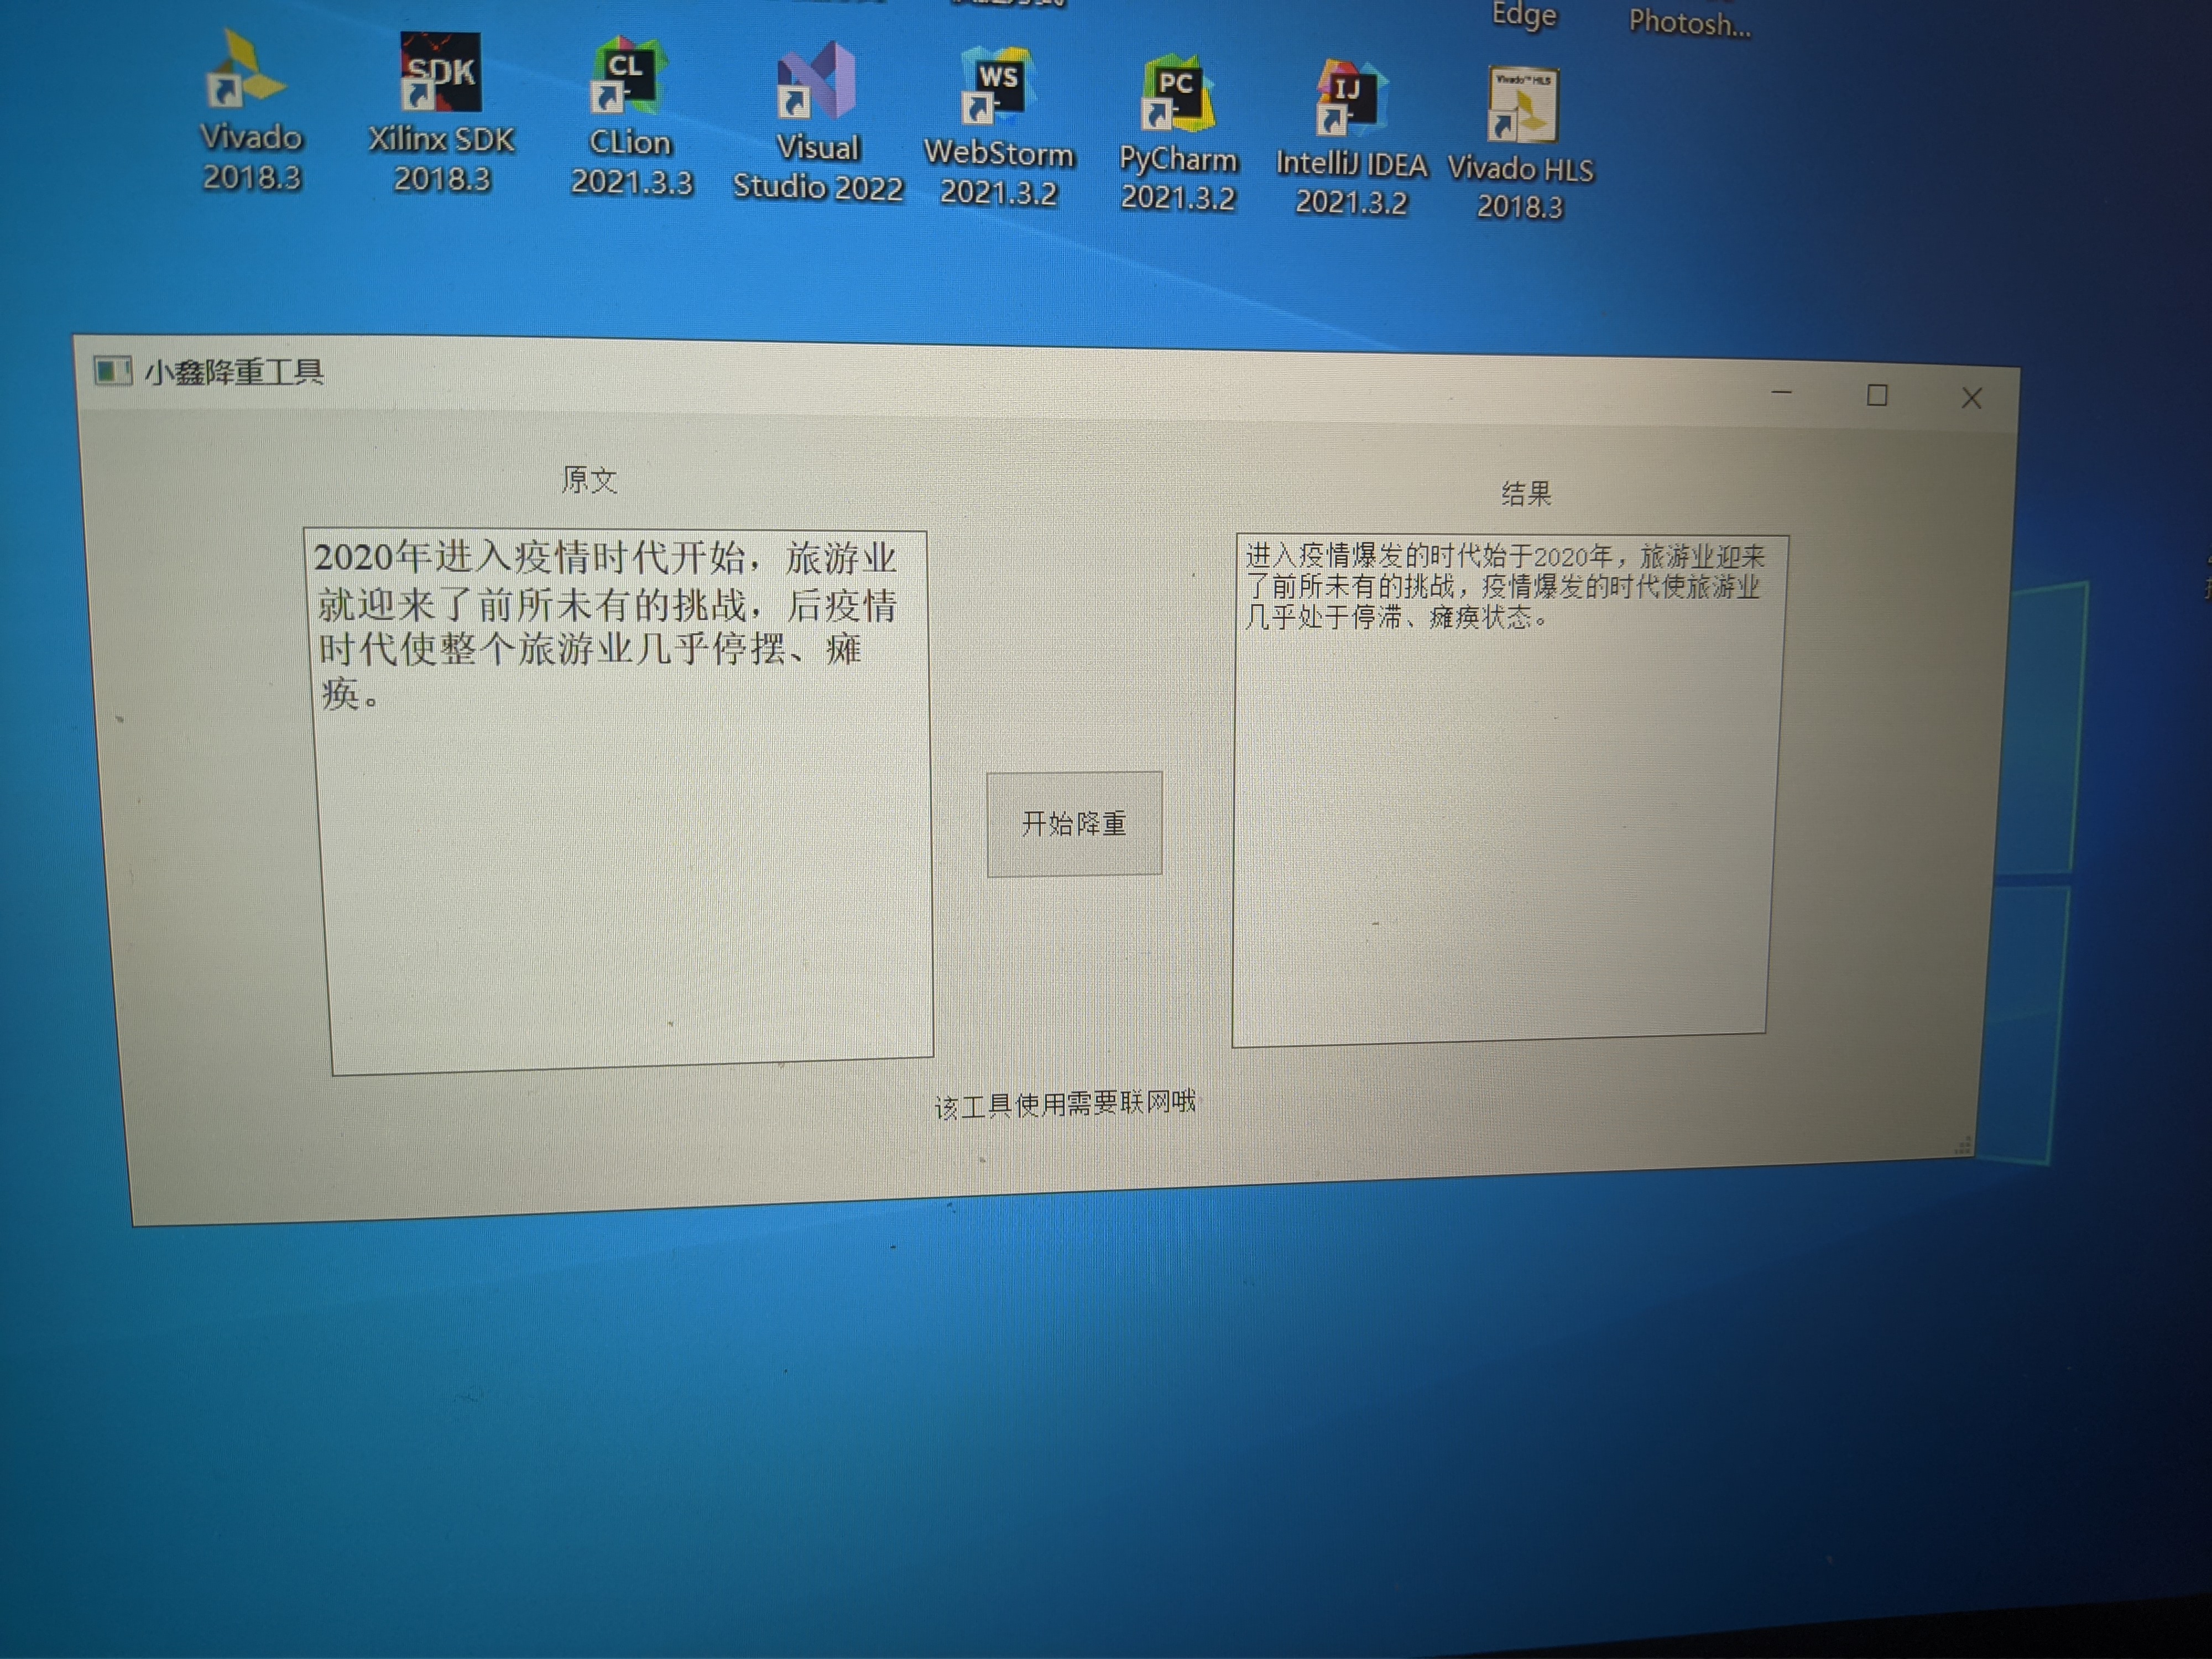 Edge
Photosh...
SDK
CL
WS
PC
IJ
Vivado HLS
Vivado
2018.3
Xilinx SDK
2018.3
CLion
2021.3.3
Visual
Studio 2022
WebStorm
2021.3.2
PyCharm
2021.3.2
IntelliJ IDEA
2021.3.2
Vivado HLS
2018.3
小鑫降重工具
原文
2020年进入疫情时代开始，旅游业
就迎来了前所未有的挑战，后疫情
时代使整个旅游业几乎停摆、瘫
痪。
开始降重
结果
进入疫情爆发的时代始于2020年，旅游业迎来
了前所未有的挑战，疫情爆发的时代使旅游业
几乎处于停滞、瘫痪状态。
该工具使用需要联网哦